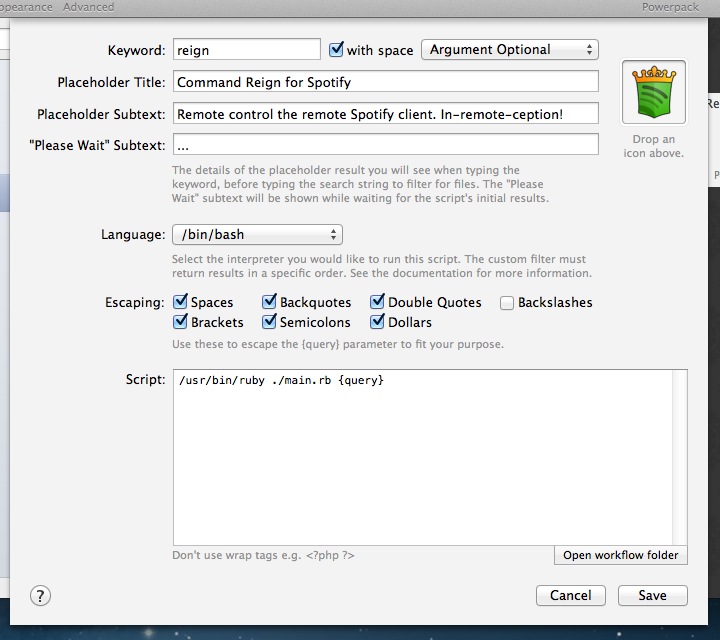 Advanced
Powerpack
Keyword: reign with space Argument Optional
Placeholder Title: Command Reign for Spotify
Placeholder Subtext: Remote control the remote Spotify client. In-remote-ception!
"Please Wait" Subtext: ...
Drop an
icon above.
The details of the placeholder result you will see when typing the
keyword, before typing the search string to filter for files. The "Please
Wait" subtext will be shown while waiting for the script's initial results.
Language: /bin/bash
Select the interpreter you would like to run this script. The custom filter must
return results in a specific order. See the documentation for more information.
Escaping: Spaces Backquotes Double Quotes Backslashes
Brackets Semicolons Dollars
Use these to escape the {query} parameter to fit your purpose.
Script: /usr/bin/ruby ./main.rb {query}
Don't use wrap tags e.g. <?php ?>
Open workflow folder
? Cancel Save